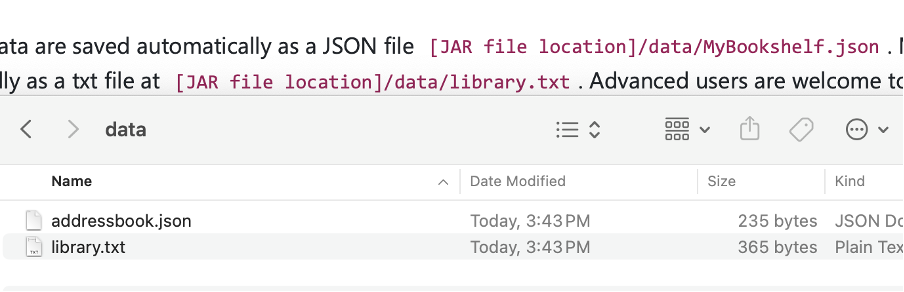 ata are saved automatically as a JSON file [JAR file location]/data/MyBookshelf.json .
lly as a txt file at [JAR file location]/data/library.txt . Advanced users are welcome to
data
Name Date Modified Size Kind
addressbook.json Today, 3:43 PM 235 bytes JSON Do
library.txt Today, 3:43 PM 365 bytes Plain Tex